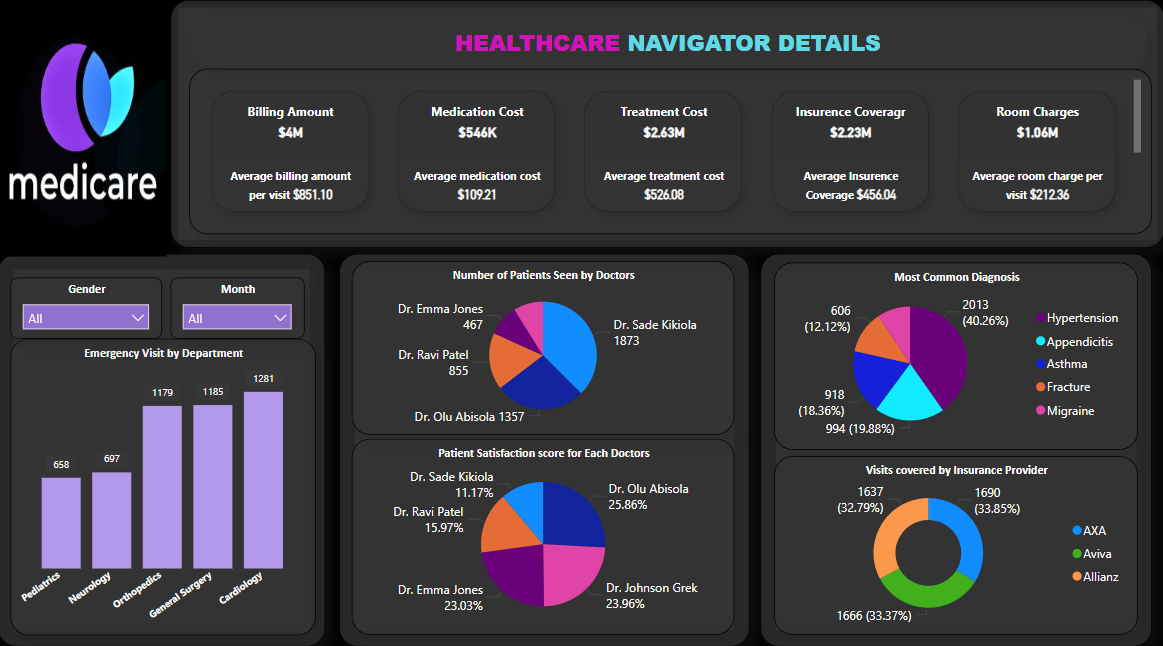 medicare
HEALTHCARE NAVIGATOR DETAILS
Billing Amount
$4M
Average billing amount
per visit $851.10
Medication Cost
$546K
Average medication cost
$109.21
Treatment Cost
$2.63M
Average treatment cost
$526.08
Insurence Coveragr
$2.23M
Average Insurence
Coverage $456.04
Room Charges
$1.06M
Average room charge per
visit $212.36
Gender
All
Month
All
Emergency Visit by Department
658
697
1179
1185
1281
Pediatrics
Neurology
Orthopedics
General Surgery
Cardiology
Number of Patients Seen by Doctors
Dr. Emma Jones
467
Dr. Sade Kikiola
1873
Dr. Ravi Patel
855
Dr. Olu Abisola 1357
Patient Satisfaction score for Each Doctors
Dr. Sade Kikiola
11.17%
Dr. Olu Abisola
25.86%
Dr. Ravi Patel
15.97%
Dr. Emma Jones
23.03%
Dr. Johnson Grek
23.96%
Most Common Diagnosis
606
(12.12%)
2013
(40.26%)
918
(18.36%)
994 (19.88%)
Hypertension
Appendicitis
Asthma
Fracture
Migraine
Visits covered by Insurance Provider
1637
(32.79%)
1690
(33.85%)
1666 (33.37%)
AXA
Aviva
Allianz